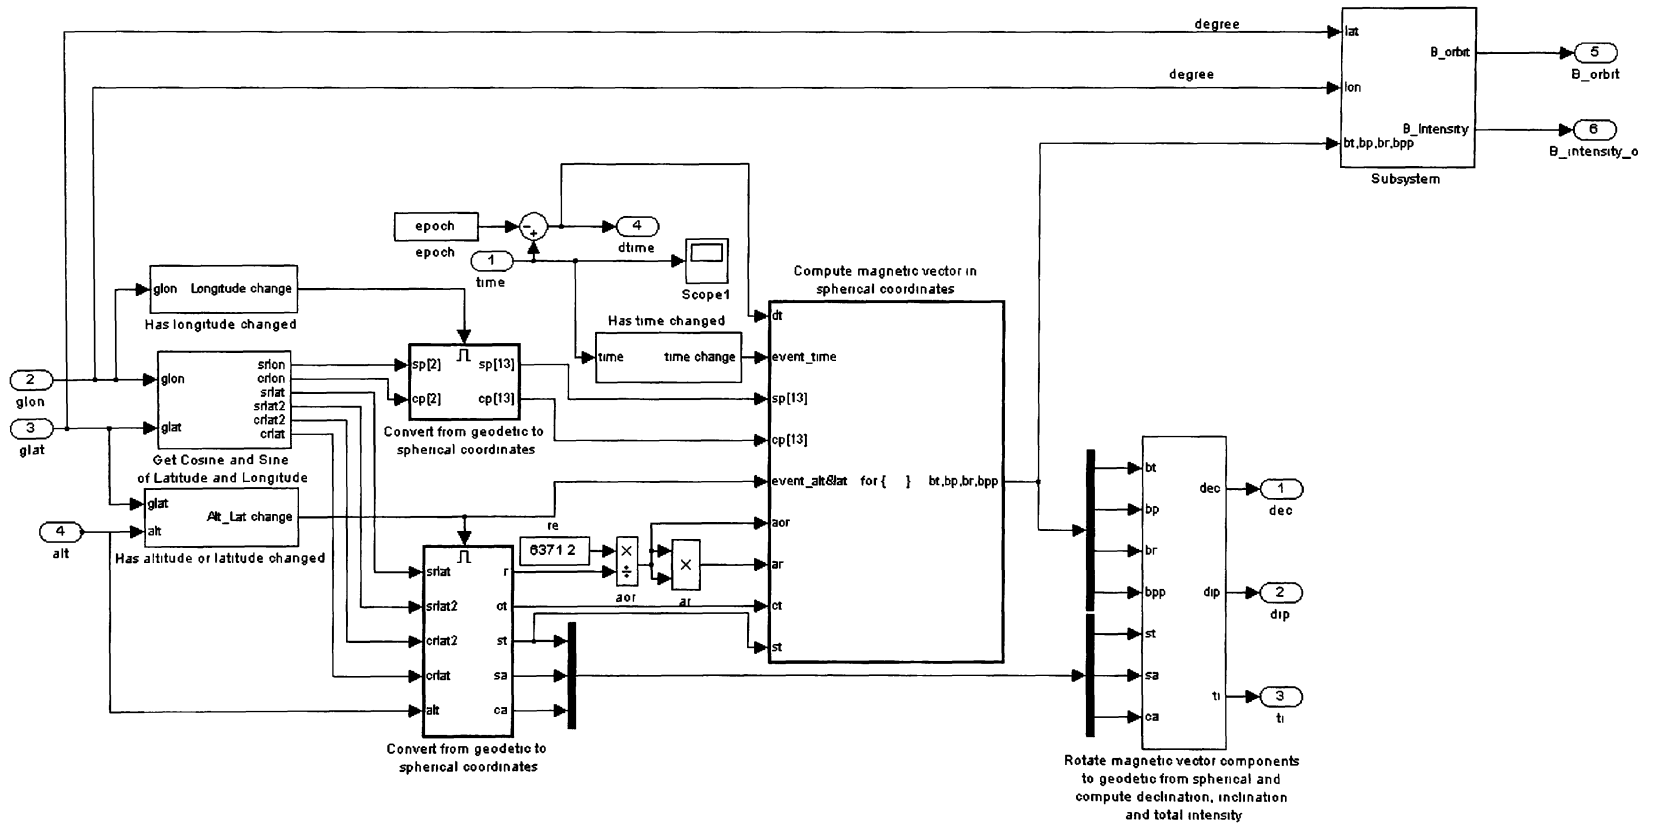 degree
lat
B_orbit
5
B_orbit
degree
lon
B_Intensity
6
B_intensity_o
bt,bp,br,bpp
Subsystem
epoch
epoch
4
dtime
1
time
Scope1
glon Longitude change
Has longitude changed
Compute magnetic vector in
spherical coordinates
dt
Has time changed
time time change
event_time
sp[2] sp[13]
cp[2] cp[13]
Convert from geodetic to
spherical coordinates
sp[13]
cp[13]
event_alt&lat for { } bt,bp,br,bpp
aor
ar
ct
st
2
glon
3
glat
glon
glat
srlon
crlon
srlat
srlat2
crlat2
crlat
Get Cosine and Sine
of Latitude and Longitude
glat
alt
Alt_Lat change
Has altitude or latitude changed
4
alt
re
6371 2
×
÷
aor
×
ar
srlat
srlat2
crlat2
crlat
alt
r
ct
st
sa
ca
Convert from geodetic to
spherical coordinates
bt
bp
br
bpp
st
sa
ca
dec
dip
ti
1
dec
2
dip
3
ti
Rotate magnetic vector components
to geodetic from spherical and
compute declination, inclination
and total intensity